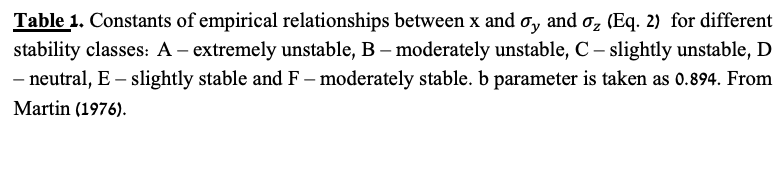 Table 1. Constants of empirical relationships between x and σy and σz (Eq. 2) for different
stability classes: A – extremely unstable, B – moderately unstable, C – slightly unstable, D
– neutral, E – slightly stable and F – moderately stable. b parameter is taken as 0.894. From
Martin (1976).